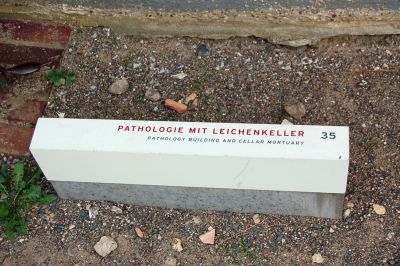 PATHOLOGIE MIT LEICHENKELLER 35
PATHOLOGY BUILDING AND CELLAR MORTUARY